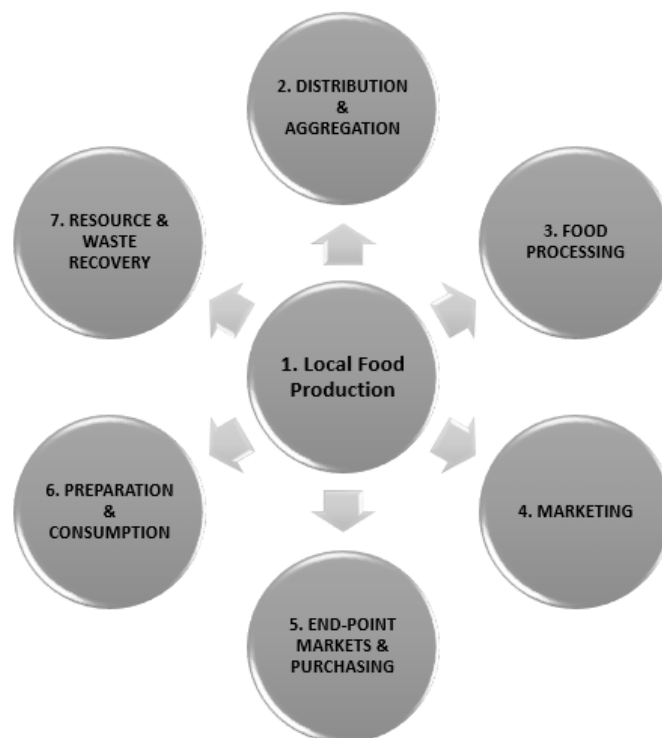 1. Local Food
Production
2. DISTRIBUTION
&
AGGREGATION
3. FOOD
PROCESSING
4. MARKETING
5. END-POINT
MARKETS &
PURCHASING
6. PREPARATION
&
CONSUMPTION
7. RESOURCE &
WASTE
RECOVERY